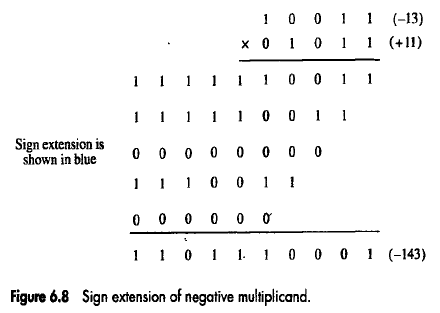 1 0 0 1 1 (−13)
× 0 1 0 1 1 (+11)
1 1 1 1 1 1 0 0 1 1
1 1 1 1 1 0 0 1 1
Sign extension is
shown in blue
0 0 0 0 0 0 0 0
1 1 1 0 0 1 1
0 0 0 0 0 0
1 1 0 1 1 1 0 0 0 1 (−143)
Figure 6.8 Sign extension of negative multiplicand.